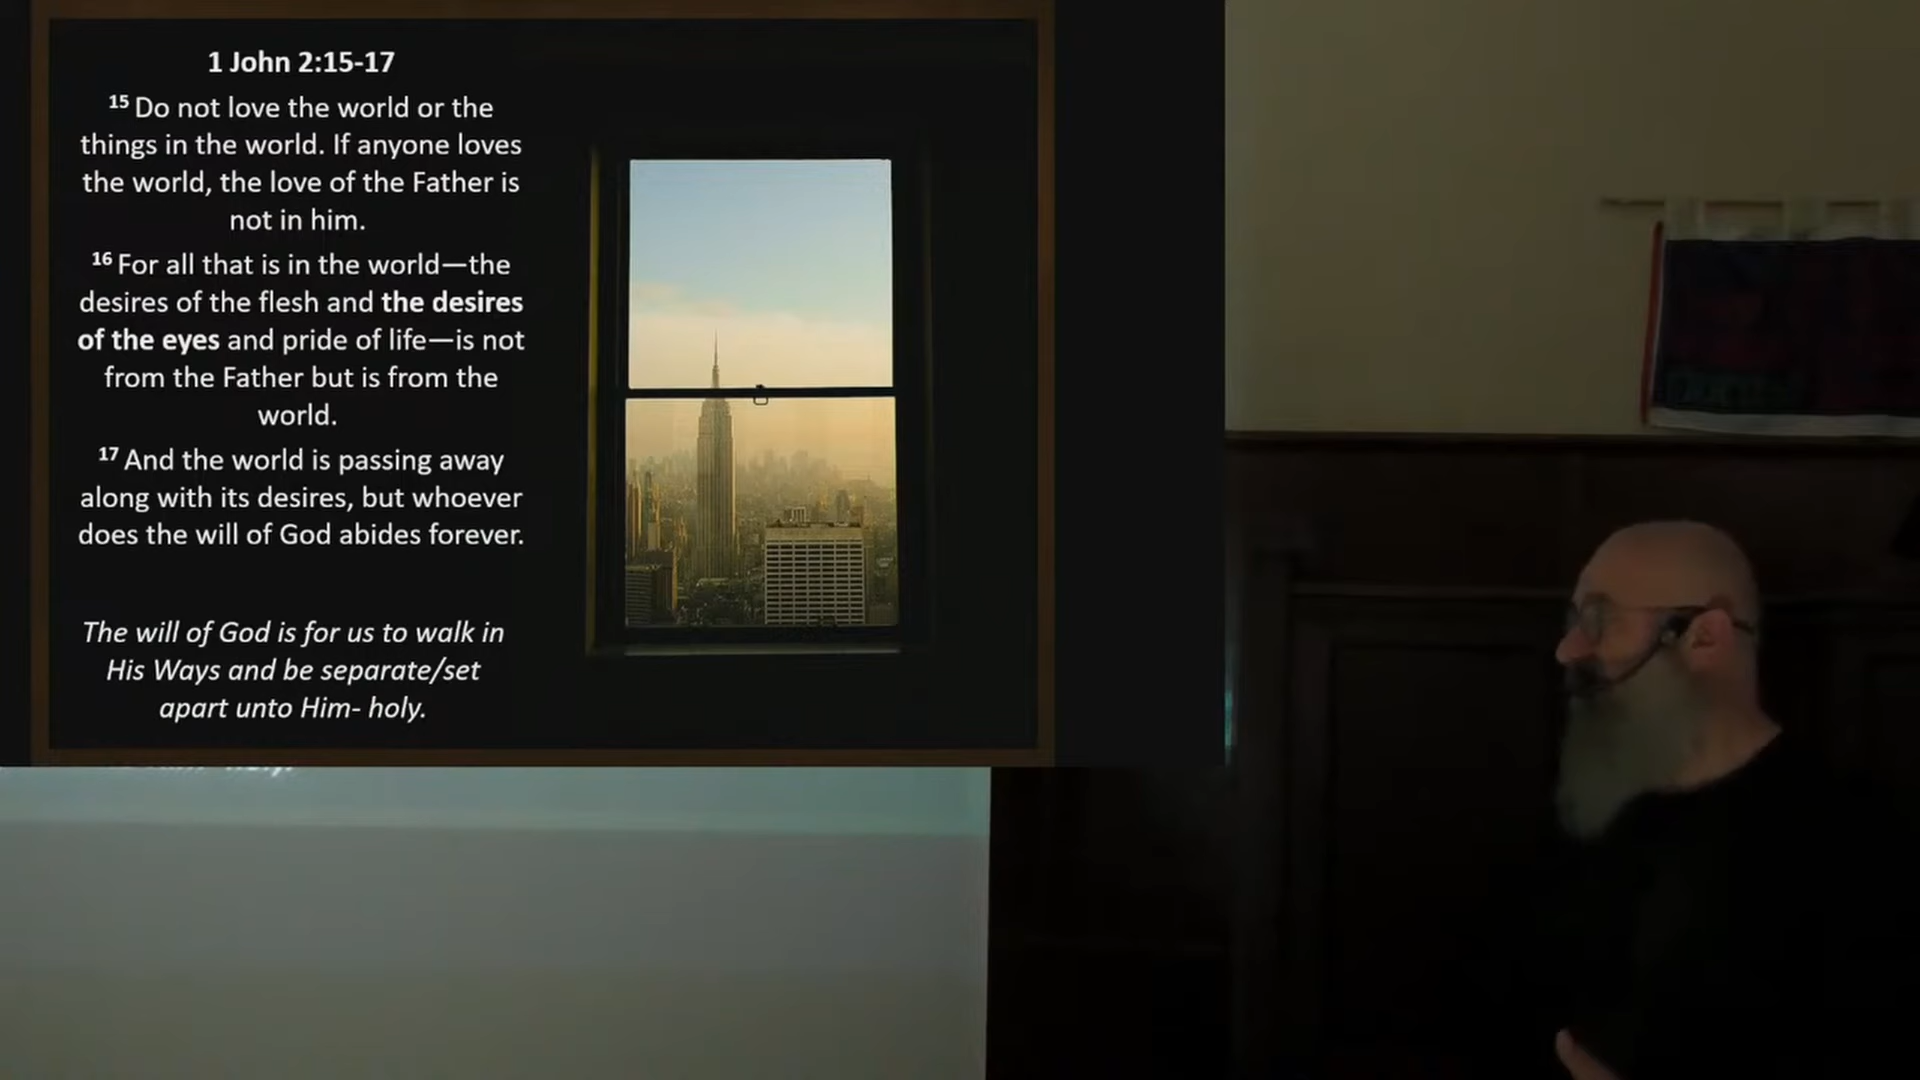 1 John 2:15-17
15 Do not love the world or the
things in the world. If anyone loves
the world, the love of the Father is
not in him.
16 For all that is in the world—the
desires of the flesh and the desires
of the eyes and pride of life—is not
from the Father but is from the
world.
17 And the world is passing away
along with its desires, but whoever
does the will of God abides forever.
The will of God is for us to walk in
His Ways and be separate/set
apart unto Him- holy.